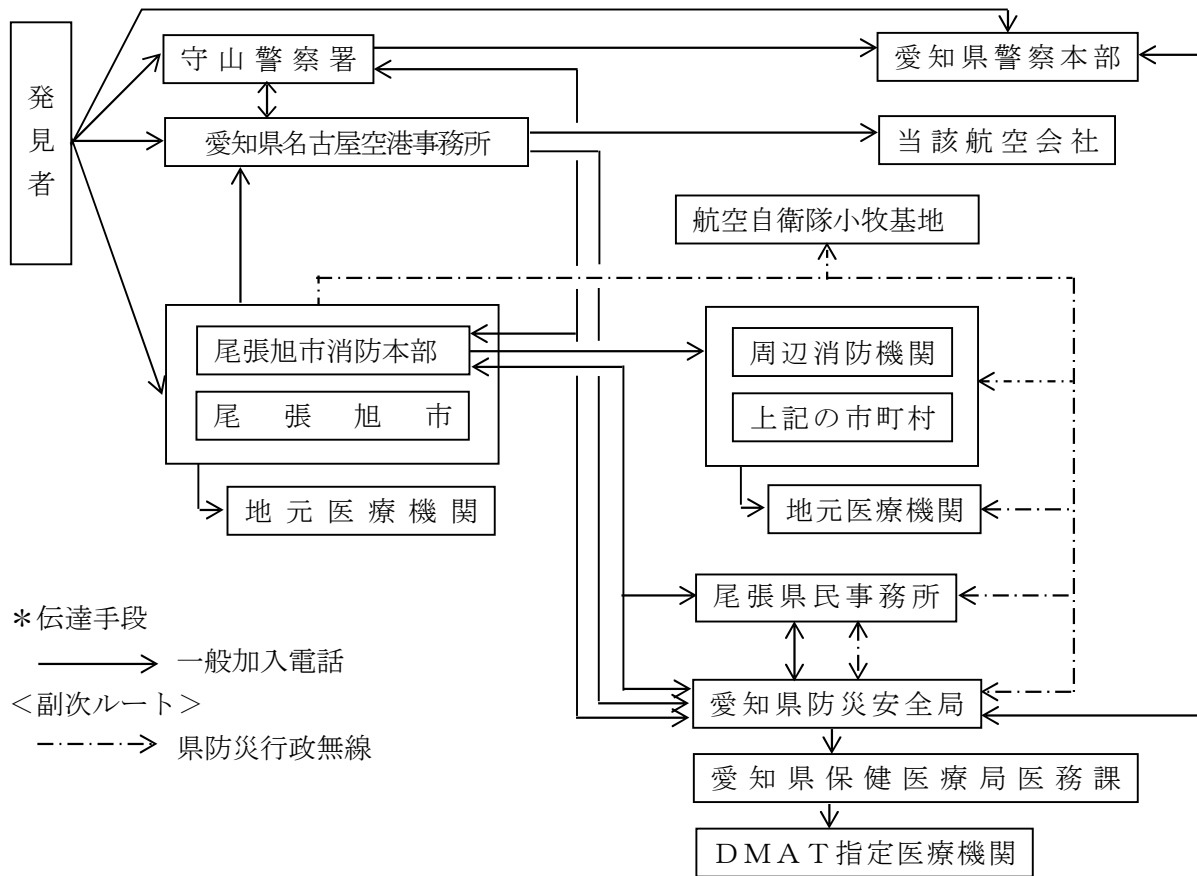 発見者
守山警察署
愛知県警察本部
愛知県名古屋空港事務所
当該航空会社
航空自衛隊小牧基地
尾張旭市消防本部
尾張旭市
周辺消防機関
上記の市町村
地元医療機関
地元医療機関
尾張県民事務所
＊伝達手段
一般加入電話
＜副次ルート＞
県防災行政無線
愛知県防災安全局
愛知県保健医療局医務課
ＤＭＡＴ指定医療機関